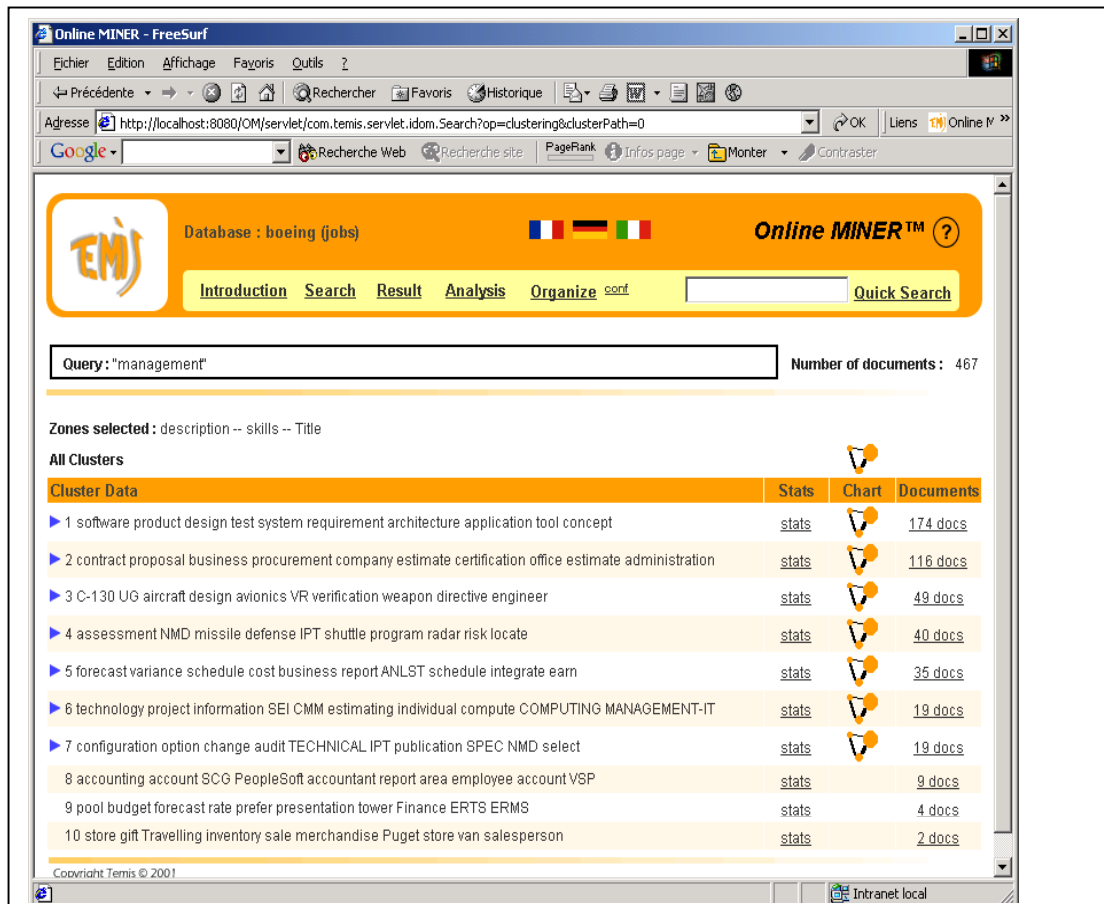 Online MINER - FreeSurf
Fichier Edition Affichage Favoris Outils ?
Précédente Rechercher Favoris Historique
Adresse http://localhost:8080/OM/servlet/com.temis.servlet.idom.Search?op=clustering&clusterPath=0 OK Liens Online M »
Google Recherche Web Recherche site PageRank Infos page Monter Contraster
TEMIS Database : boeing (jobs) Online MINER™ ?
Introduction Search Result Analysis Organize conf Quick Search
Query : "management" Number of documents : 467
Zones selected : description -- skills -- Title
All Clusters
Cluster Data Stats Chart Documents
1 software product design test system requirement architecture application tool concept stats 174 docs
2 contract proposal business procurement company estimate certification office estimate administration stats 116 docs
3 C-130 UG aircraft design avionics VR verification weapon directive engineer stats 49 docs
4 assessment NMD missile defense IPT shuttle program radar risk locate stats 40 docs
5 forecast variance schedule cost business report ANLST schedule integrate earn stats 35 docs
6 technology project information SEI CMM estimating individual compute COMPUTING MANAGEMENT-IT stats 19 docs
7 configuration option change audit TECHNICAL IPT publication SPEC NMD select stats 19 docs
8 accounting account SCG PeopleSoft accountant report area employee account VSP stats 9 docs
9 pool budget forecast rate prefer presentation tower Finance ERTS ERMS stats 4 docs
10 store gift Travelling inventory sale merchandise Puget store van salesperson stats 2 docs
Copyright Temis © 2001
Intranet local